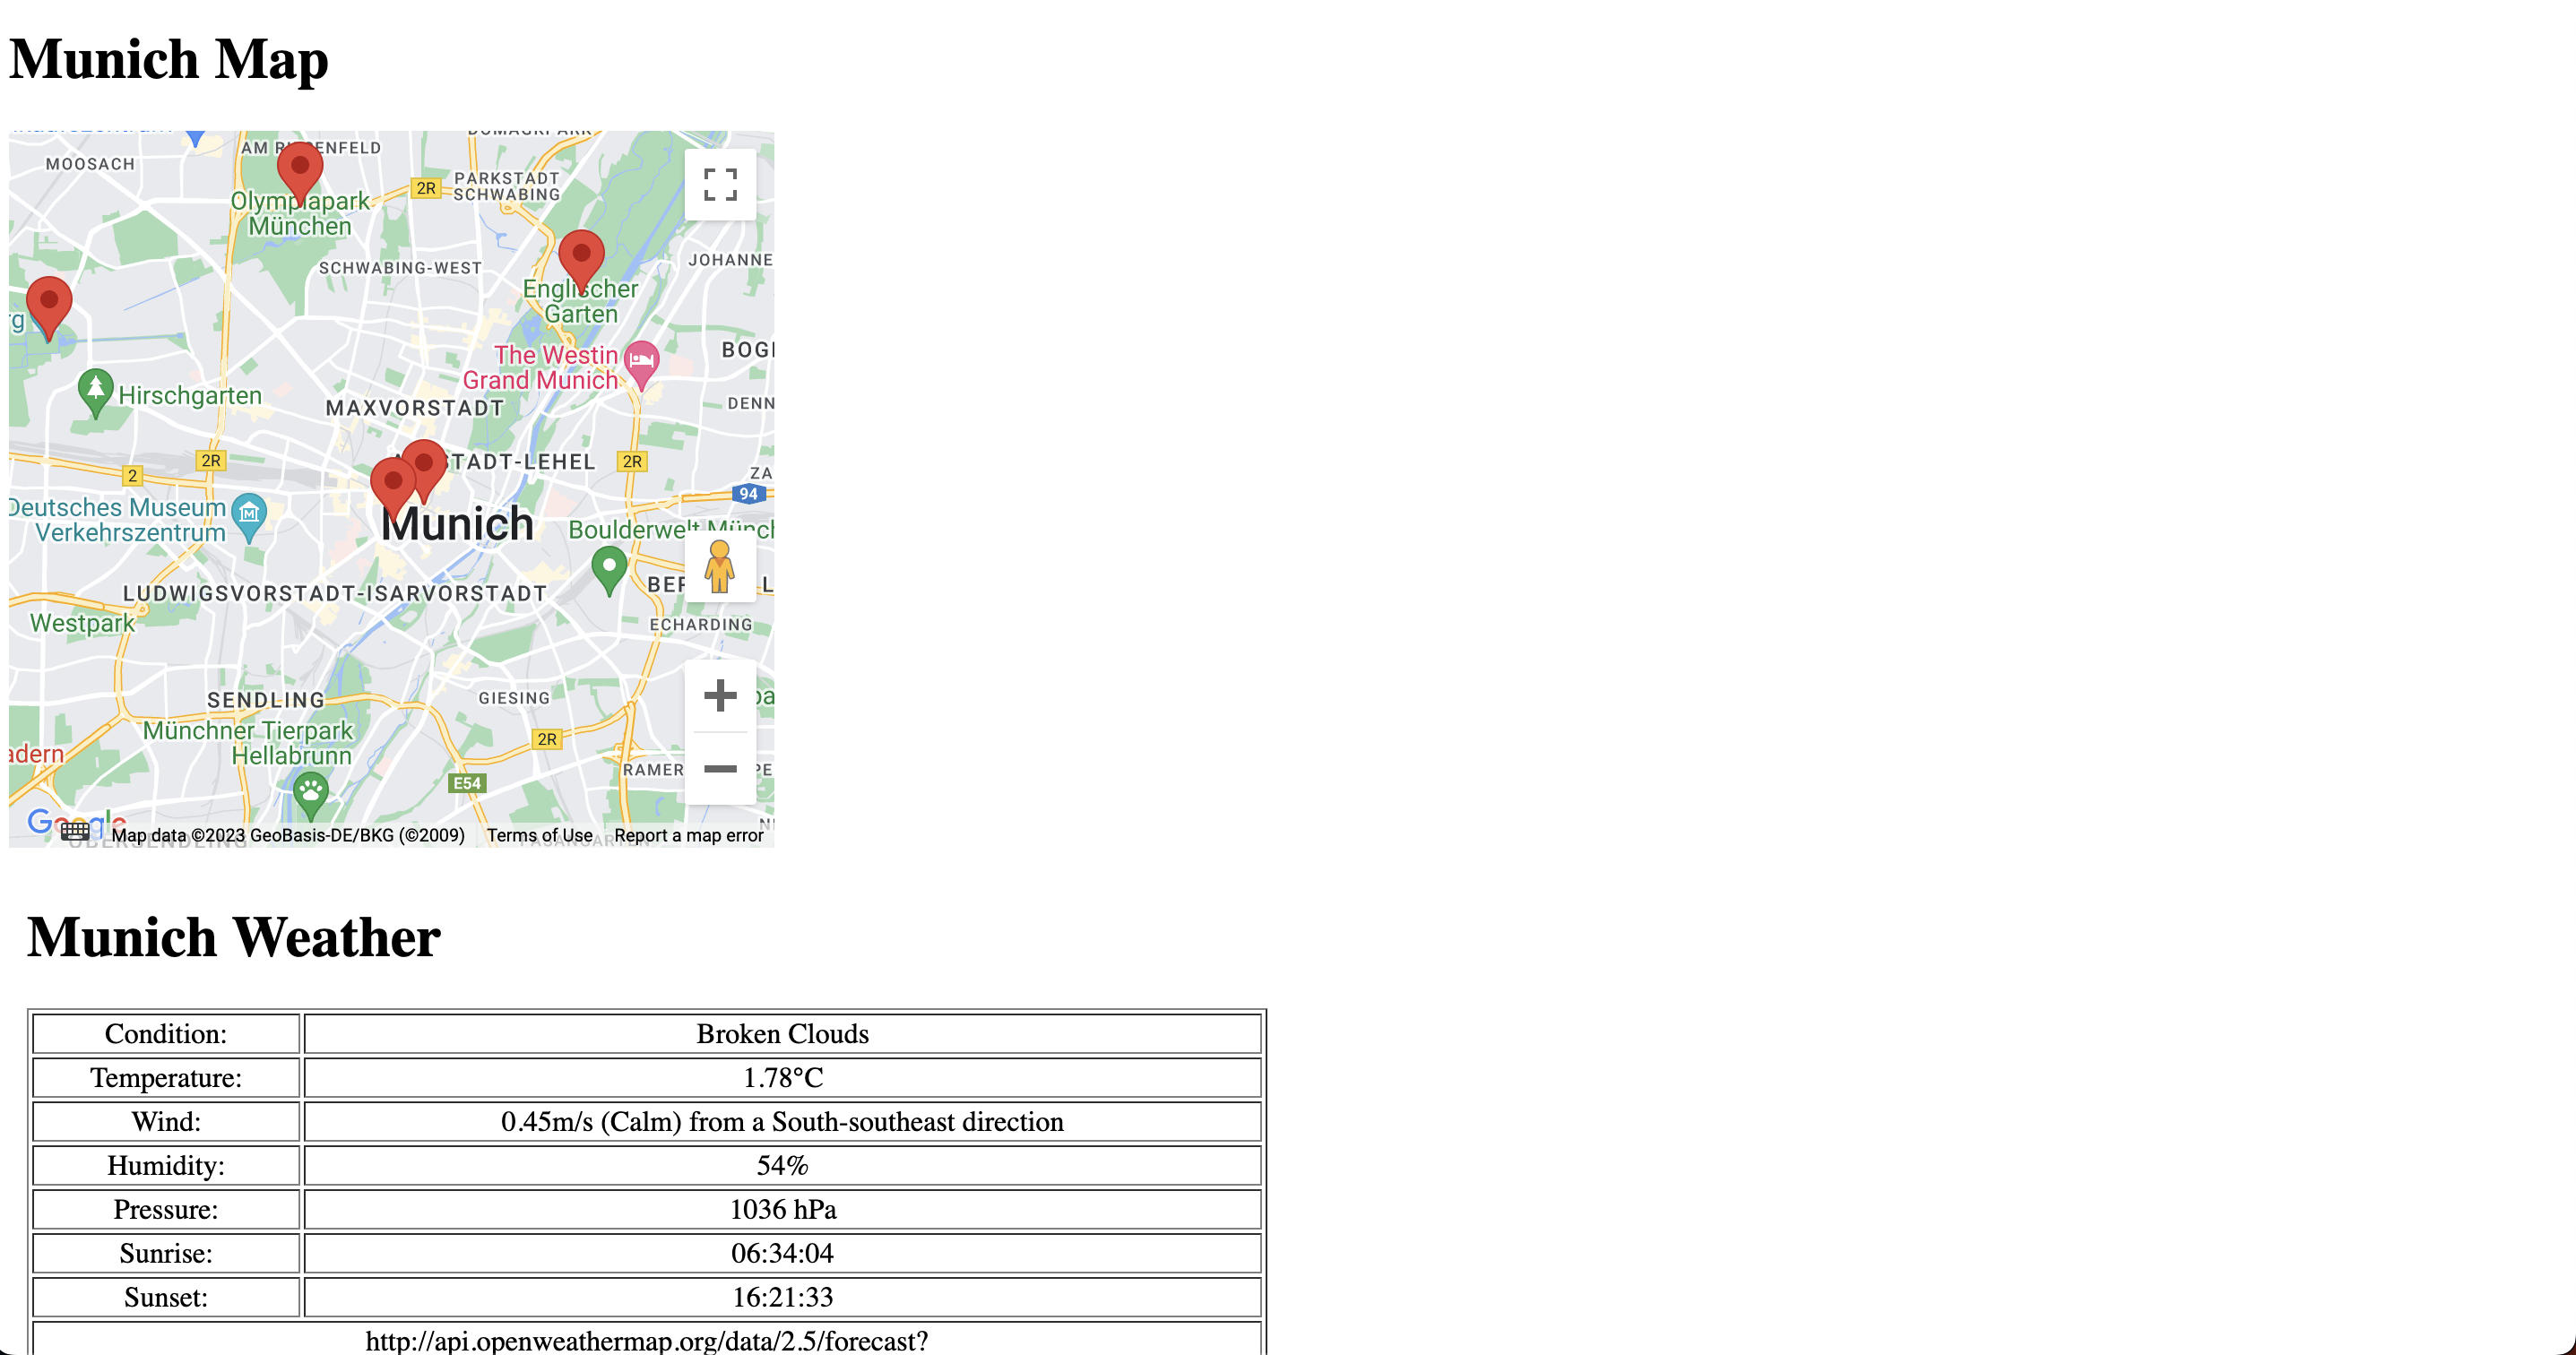 Munich Map
MOOSACH
AM R ENFELD
PARKSTADT
SCHWABING
2R
Olympiapark
München
SCHWABING-WEST
JOHANNE
Englischer
Garten
rg
The Westin
Grand Munich
BOG
Hirschgarten
MAXVORSTADT
DENN
2R
STADT-LEHEL
2R
ZA
2
94
Deutsches Museum
Verkehrszentrum
Munich
Boulderwelt Münch
BER L
LUDWIGSVORSTADT-ISARVORSTADT
Westpark
ECHARDING
SENDLING
GIESING
Münchner Tierpark
Hellabrunn
adern
2R
RAMER PE
E54
Google
Map data ©2023 GeoBasis-DE/BKG (©2009) Terms of Use Report a map error
Munich Weather
Condition: Broken Clouds
Temperature: 1.78°C
Wind: 0.45m/s (Calm) from a South-southeast direction
Humidity: 54%
Pressure: 1036 hPa
Sunrise: 06:34:04
Sunset: 16:21:33
http://api.openweathermap.org/data/2.5/forecast?